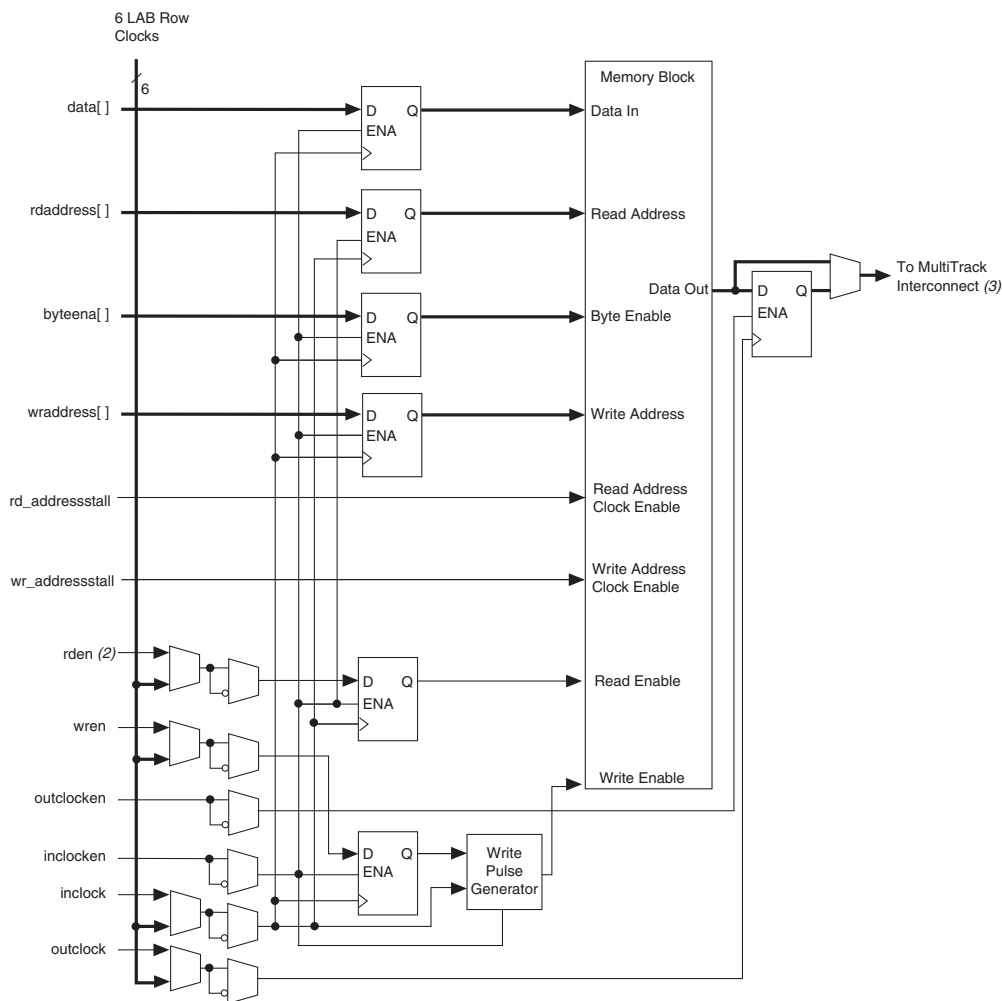 6 LAB Row
Clocks
6
Memory Block
data[ ]
D Q
ENA
Data In
rdaddress[ ]
D Q
ENA
Read Address
To MultiTrack
Interconnect (3)
Data Out
D Q
ENA
byteena[ ]
D Q
ENA
Byte Enable
wraddress[ ]
D Q
ENA
Write Address
rd_addressstall
Read Address
Clock Enable
wr_addressstall
Write Address
Clock Enable
rden (2)
D Q
ENA
Read Enable
wren
Write Enable
outclocken
inclocken
D Q
ENA
Write
Pulse
Generator
inclock
outclock